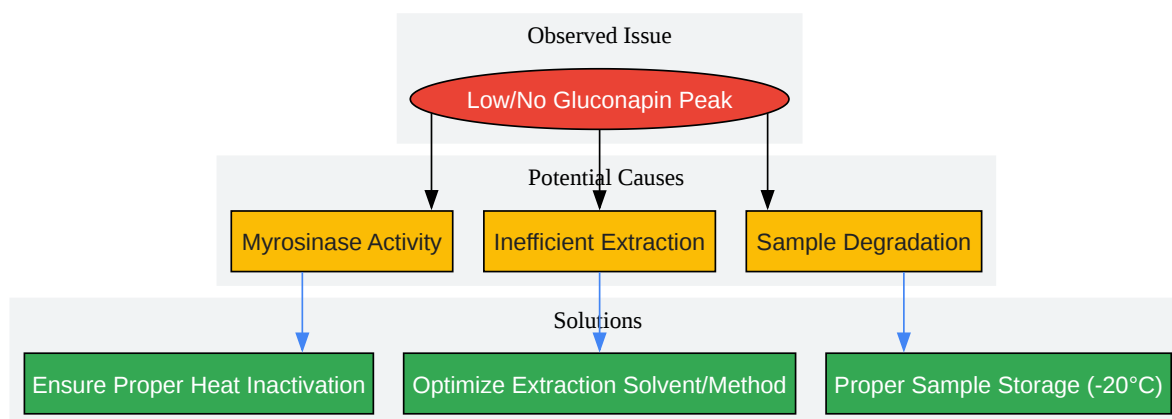 Observed Issue
Low/No Gluconapin Peak
Potential Causes
Myrosinase Activity
Inefficient Extraction
Sample Degradation
Solutions
Ensure Proper Heat Inactivation
Optimize Extraction Solvent/Method
Proper Sample Storage (-20°C)